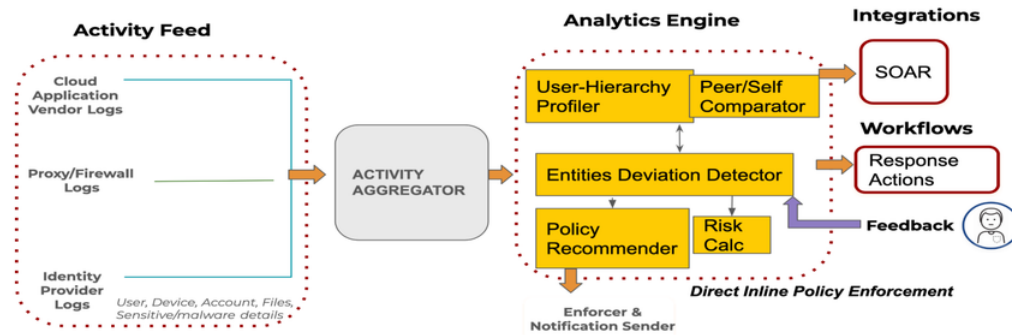 Activity Feed
Cloud
Application
Vendor Logs
Proxy/Firewall
Logs
Identity
Provider
Logs
User, Device, Account, Files,
Sensitive/malware details
ACTIVITY
AGGREGATOR
Analytics Engine
User-Hierarchy
Profiler
Peer/Self
Comparator
Entities Deviation Detector
Policy
Recommender
Risk
Calc
Enforcer &
Notification Sender
Direct Inline Policy Enforcement
Integrations
SOAR
Workflows
Response
Actions
Feedback